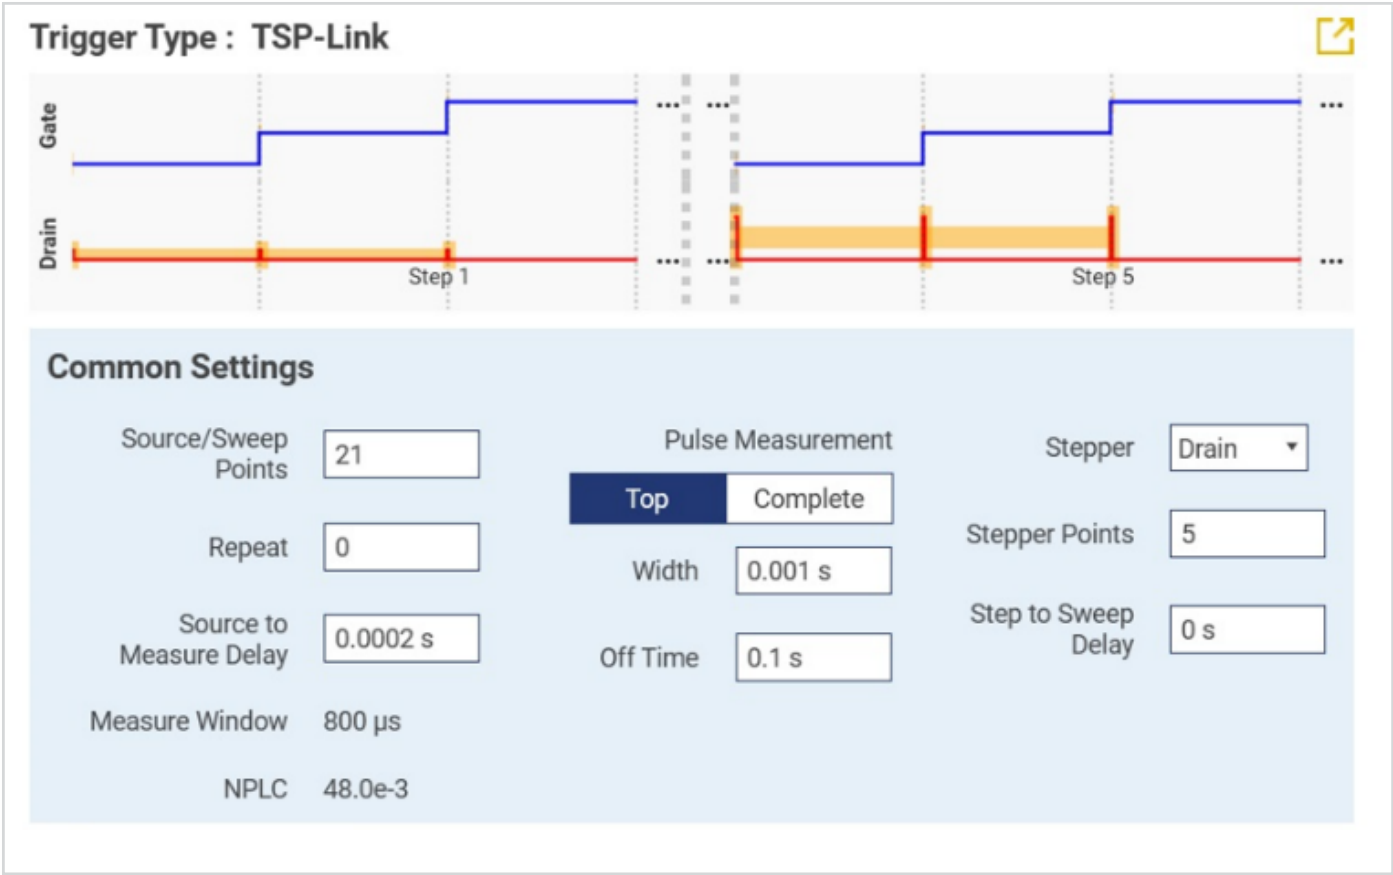 Trigger Type : TSP-Link
Gate
... ... ...
Drain
... ... ...
Step 1
Step 5
Common Settings
Source/Sweep
Points
21
Repeat
0
Source to
Measure Delay
0.0002 s
Measure Window
800 µs
NPLC
48.0e-3
Pulse Measurement
Top
Complete
Width
0.001 s
Off Time
0.1 s
Stepper
Drain
Stepper Points
5
Step to Sweep
Delay
0 s